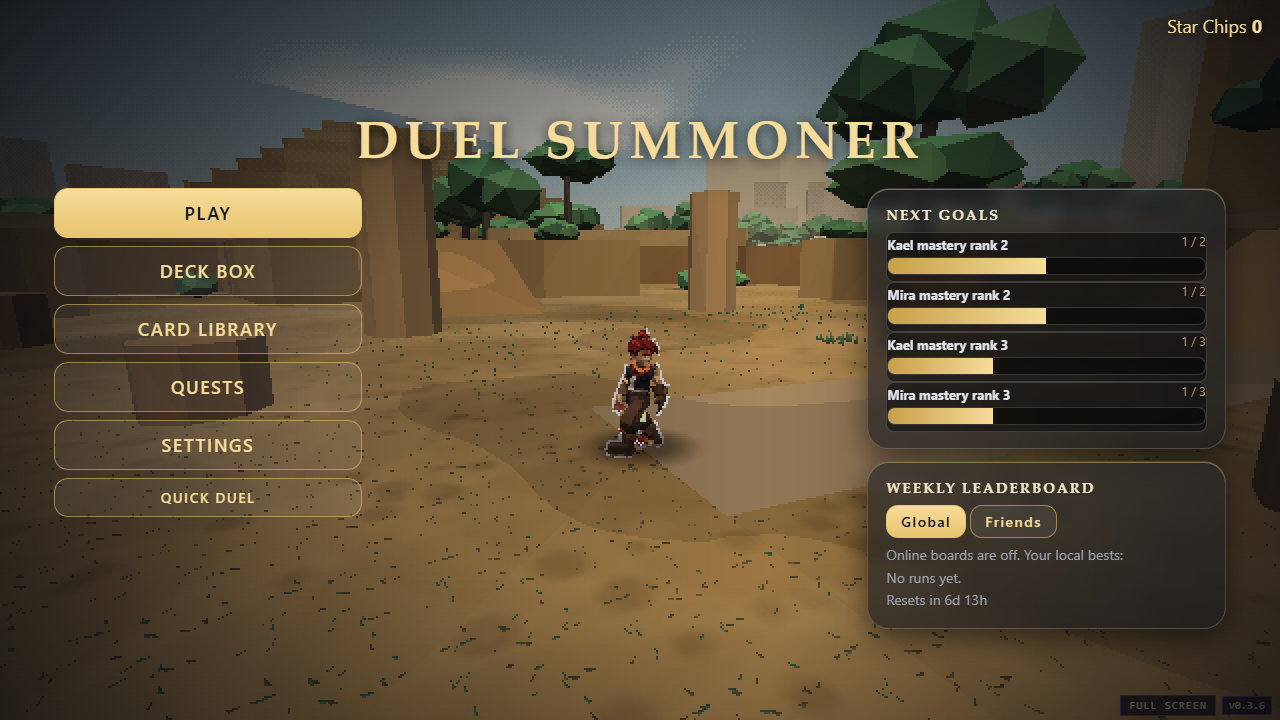 Star Chips 0
DUEL SUMMONER
PLAY
DECK BOX
CARD LIBRARY
QUESTS
SETTINGS
QUICK DUEL
NEXT GOALS
Kael mastery rank 2 1 / 2
Mira mastery rank 2 1 / 2
Kael mastery rank 3 1 / 3
Mira mastery rank 3 1 / 3
WEEKLY LEADERBOARD
Global Friends
Online boards are off. Your local bests:
No runs yet.
Resets in 6d 13h
FULL SCREEN v0.3.6